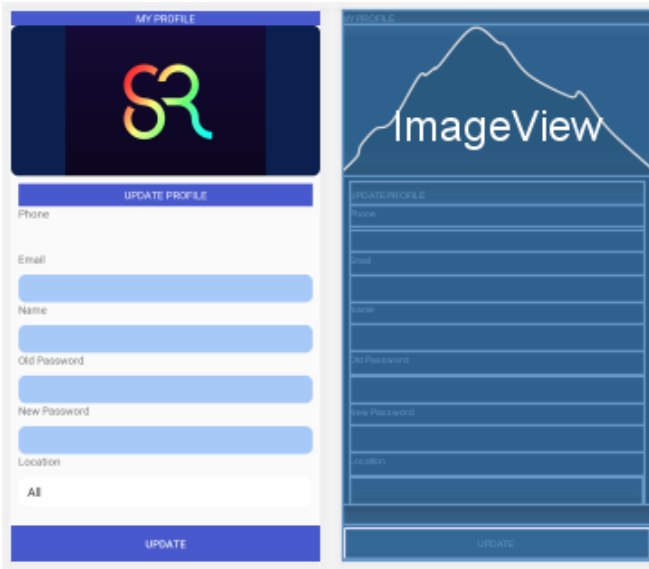 MY PROFILE
SR
UPDATE PROFILE
Phone
Email
Name
Old Password
New Password
Location
All
UPDATE
MY PROFILE
ImageView
UPDATE PROFILE
Phone
Email
Name
Old Password
New Password
Location
UPDATE